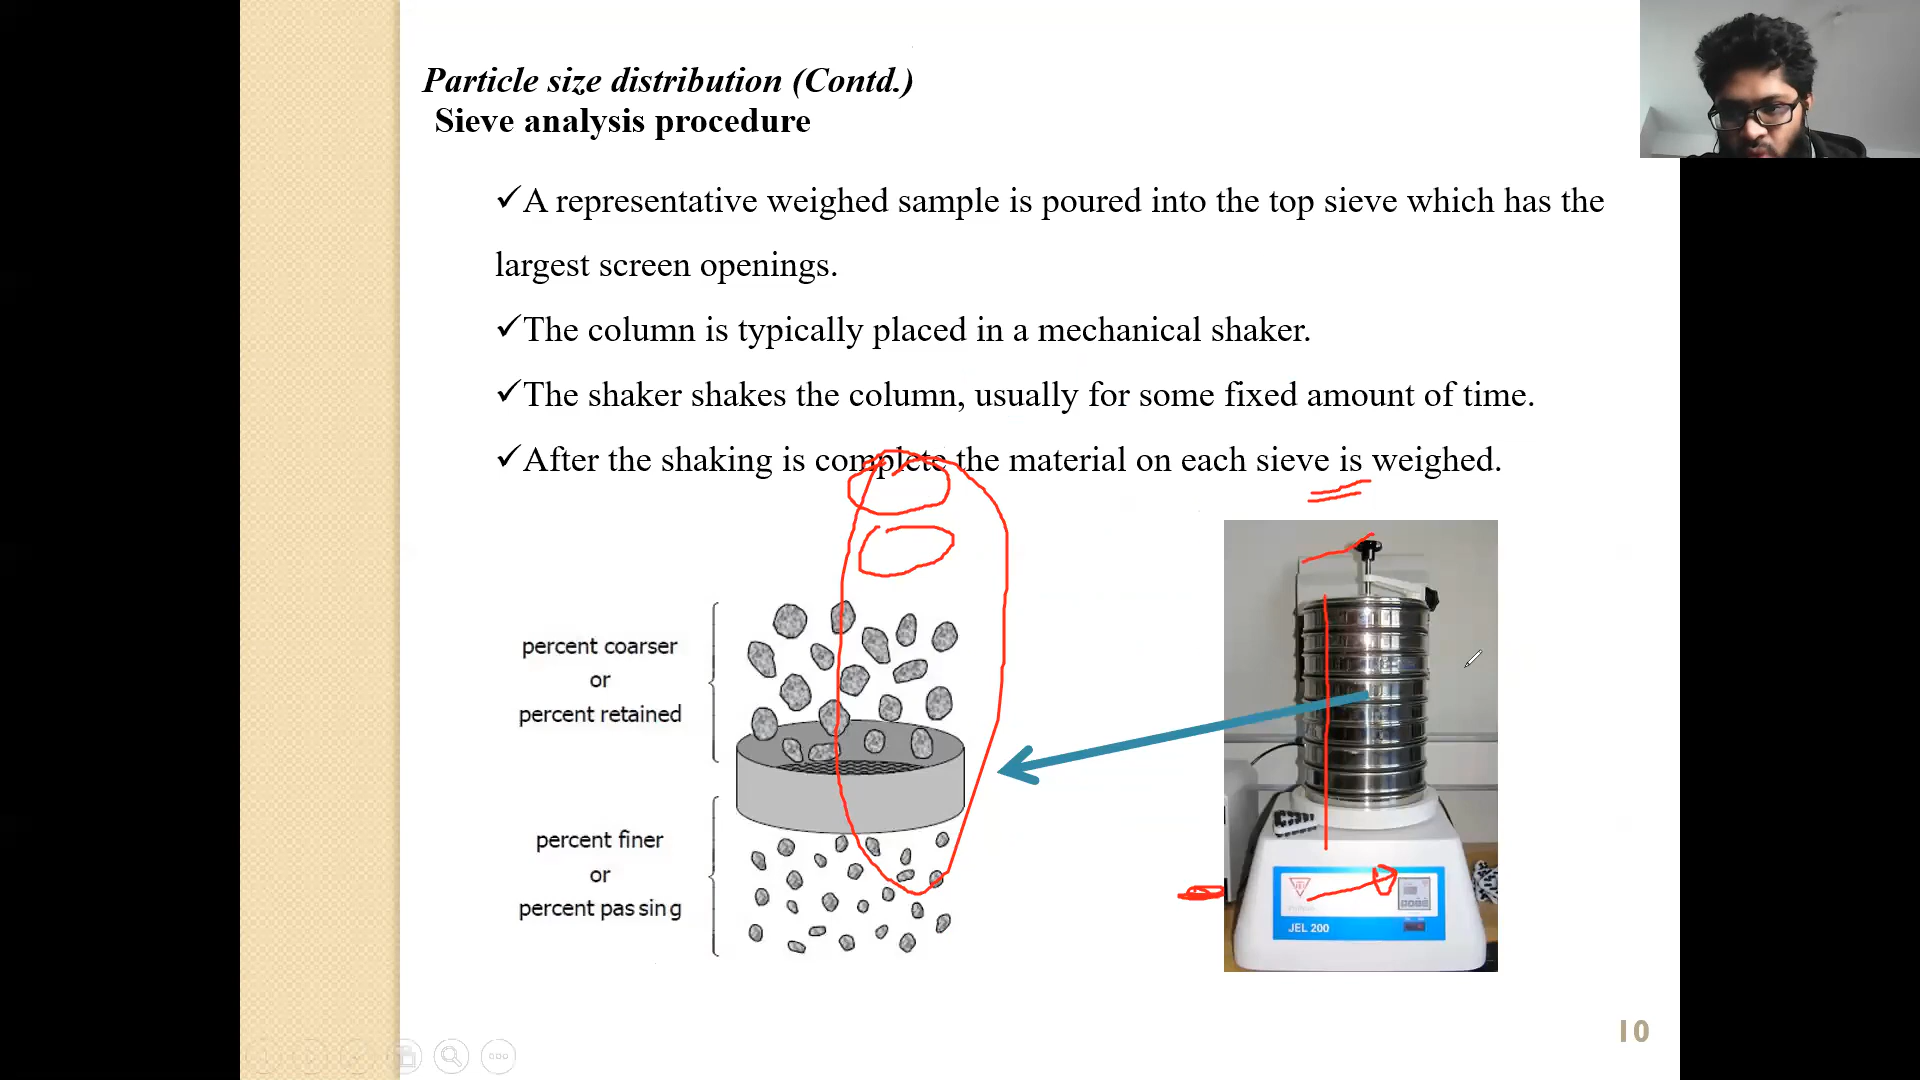 Particle size distribution (Contd.)
Sieve analysis procedure
✓A representative weighed sample is poured into the top sieve which has the
largest screen openings.
✓The column is typically placed in a mechanical shaker.
✓The shaker shakes the column, usually for some fixed amount of time.
✓After the shaking is complete the material on each sieve is weighed.
percent coarser
or
percent retained
percent finer
or
percent pas sin g
JEL 200
10